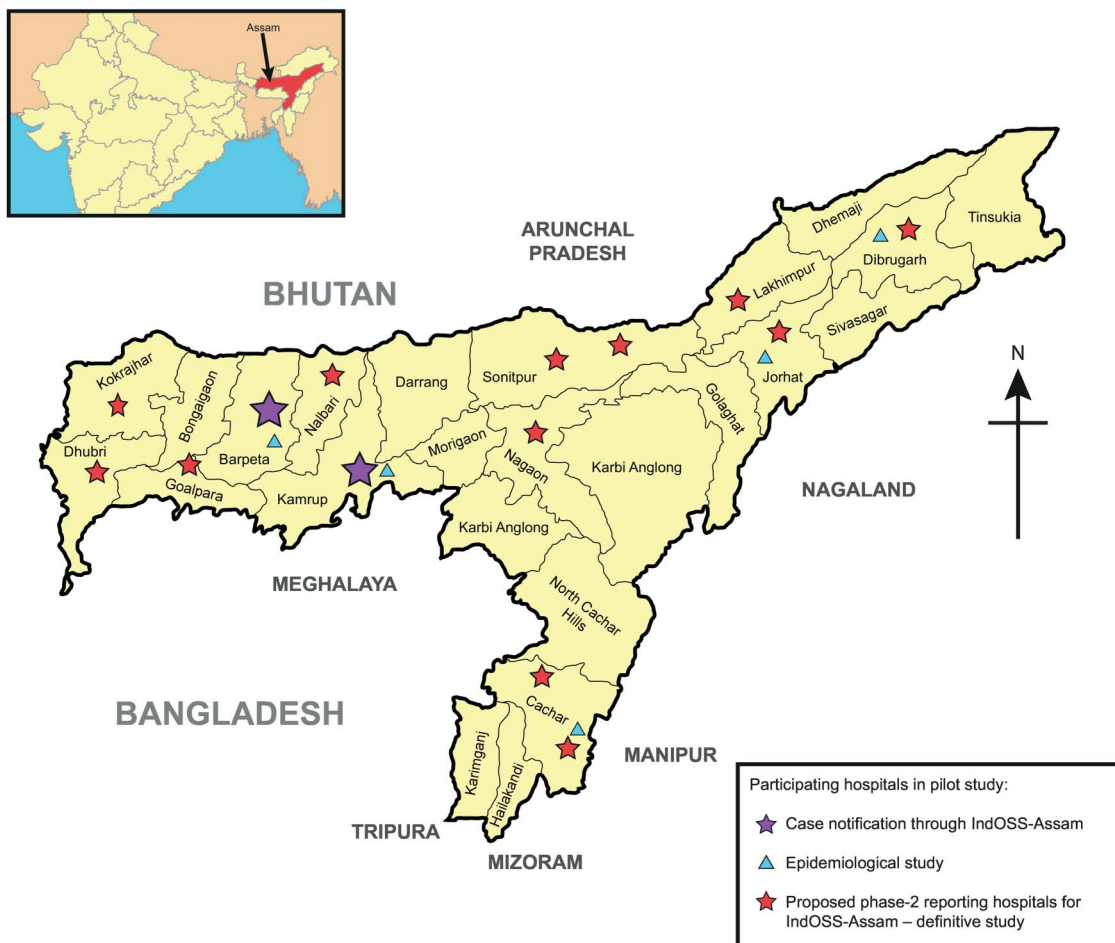 Assam
ARUNCHAL
PRADESH
BHUTAN
Dhemaji
Tinsukia
Dibrugarh
Lakhimpur
Sivasagar
Jorhat
N
Kokrajhar
Bongaigaon
Nalbari
Darrang
Sonitpur
Golaghat
Dhubri
Barpeta
Morigaon
Nagaon
Karbi Anglong
Goalpara
Kamrup
NAGALAND
Karbi Anglong
MEGHALAYA
North Cachar
Hills
BANGLADESH
Cachar
Karimganj
Hailakandi
MANIPUR
TRIPURA
MIZORAM
Participating hospitals in pilot study:
Case notification through IndOSS-Assam
Epidemiological study
Proposed phase-2 reporting hospitals for
IndOSS-Assam – definitive study